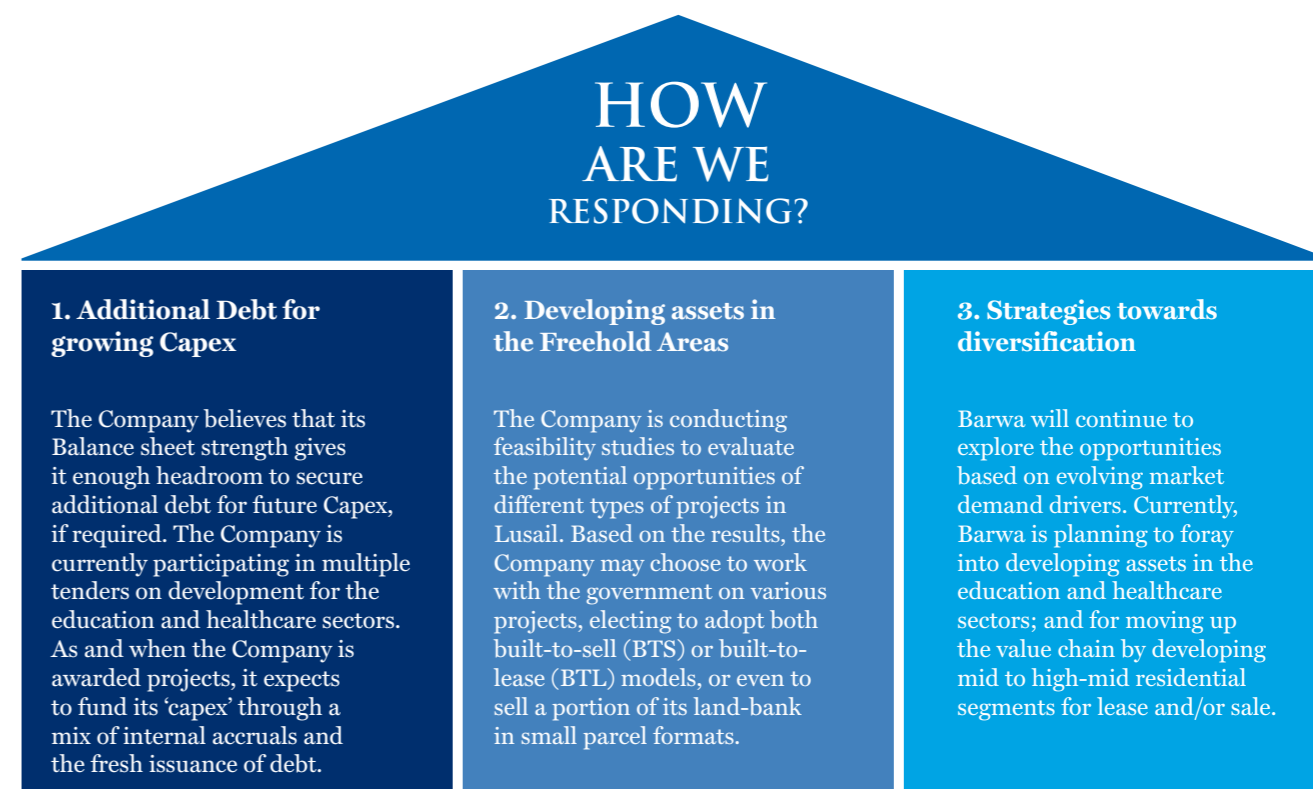 HOW
ARE WE
RESPONDING?
1. Additional Debt for
growing Capex
The Company believes that its
Balance sheet strength gives
it enough headroom to secure
additional debt for future Capex,
if required. The Company is
currently participating in multiple
tenders on development for the
education and healthcare sectors.
As and when the Company is
awarded projects, it expects
to fund its ‘capex’ through a
mix of internal accruals and
the fresh issuance of debt.
2. Developing assets in
the Freehold Areas
The Company is conducting
feasibility studies to evaluate
the potential opportunities of
different types of projects in
Lusail. Based on the results, the
Company may choose to work
with the government on various
projects, electing to adopt both
built-to-sell (BTS) or built-to-
lease (BTL) models, or even to
sell a portion of its land-bank
in small parcel formats.
3. Strategies towards
diversification
Barwa will continue to
explore the opportunities
based on evolving market
demand drivers. Currently,
Barwa is planning to foray
into developing assets in the
education and healthcare
sectors; and for moving up
the value chain by developing
mid to high-mid residential
segments for lease and/or sale.